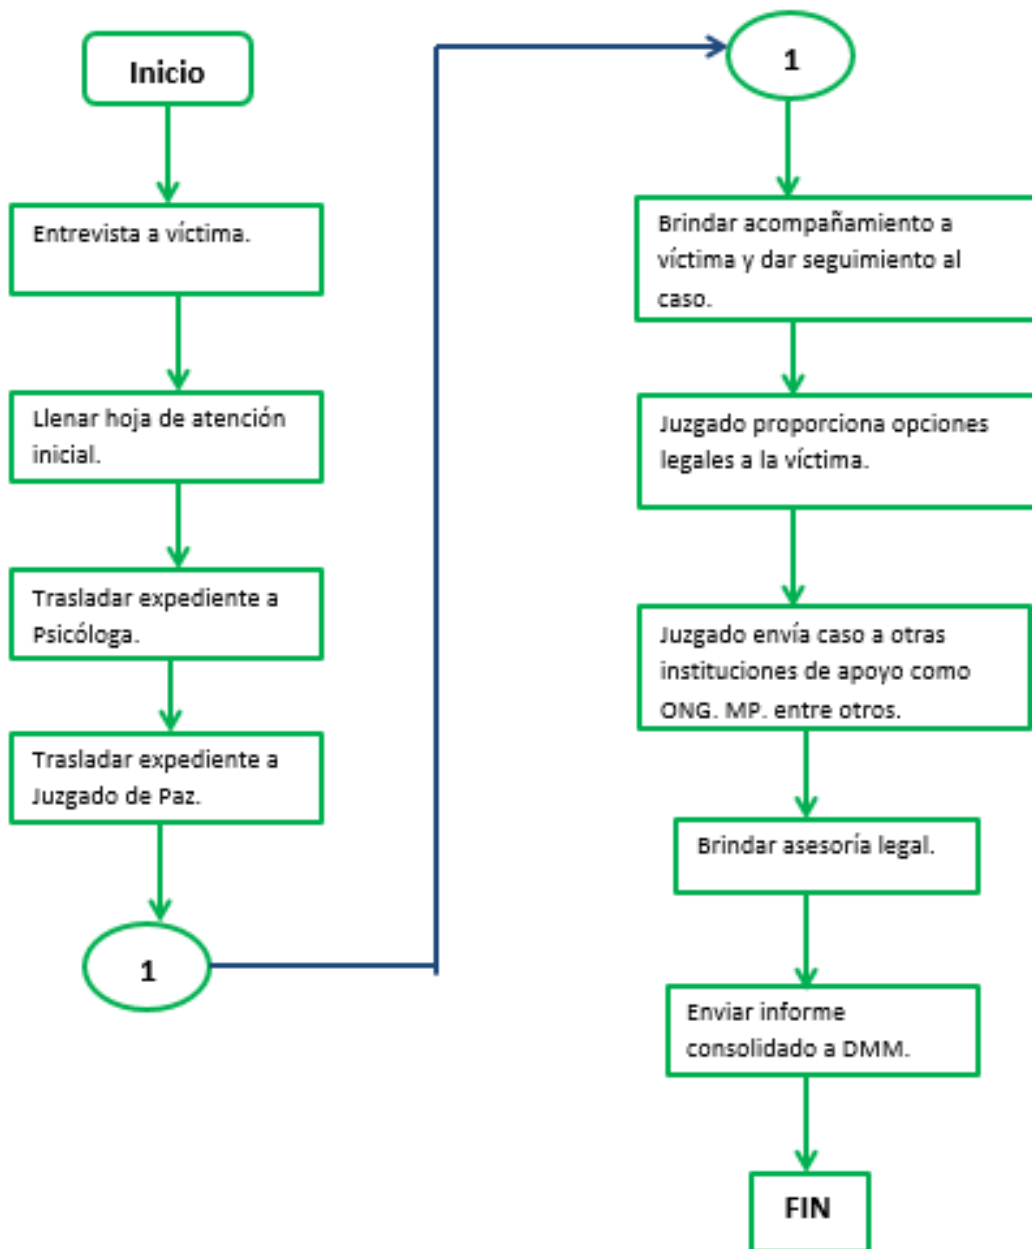 Inicio
Entrevista a víctima.
Llenar hoja de atención
inicial.
Trasladar expediente a
Psicóloga.
Trasladar expediente a
Juzgado de Paz.
1
1
Brindar acompañamiento a
víctima y dar seguimiento al
caso.
Juzgado proporciona opciones
legales a la víctima.
Juzgado envía caso a otras
instituciones de apoyo como
ONG. MP. entre otros.
Brindar asesoría legal.
Enviar informe
consolidado a DMM.
FIN